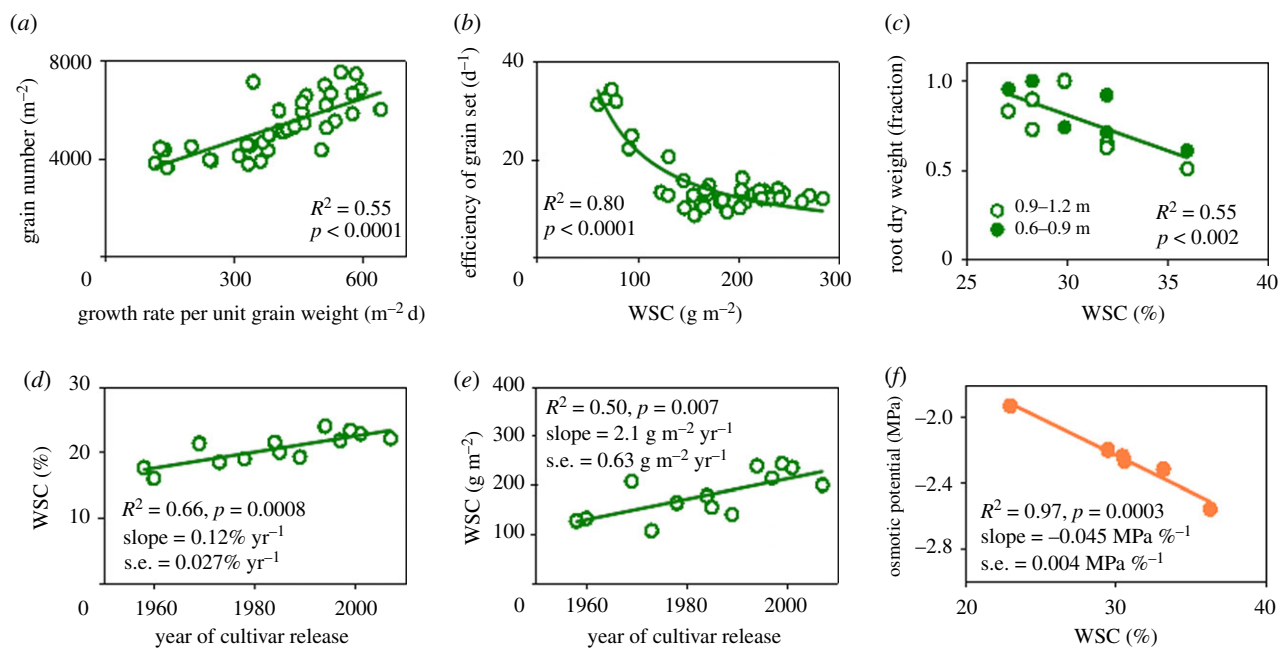 (a)
8000
4000
0
300
600
grain number (m⁻²)
growth rate per unit grain weight (m⁻² d)
R² = 0.55
p < 0.0001
(b)
40
20
0
100
200
300
efficiency of grain set (d⁻¹)
WSC (g m⁻²)
R² = 0.80
p < 0.0001
(c)
1.0
0.5
0
25
30
35
40
root dry weight (fraction)
WSC (%)
0.9–1.2 m
0.6–0.9 m
R² = 0.55
p < 0.002
(d)
30
20
10
0
1960
1980
2000
WSC (%)
year of cultivar release
R² = 0.66, p = 0.0008
slope = 0.12% yr⁻¹
s.e. = 0.027% yr⁻¹
(e)
400
300
200
100
0
1960
1980
2000
WSC (g m⁻²)
year of cultivar release
R² = 0.50, p = 0.007
slope = 2.1 g m⁻² yr⁻¹
s.e. = 0.63 g m⁻² yr⁻¹
(f)
−2.0
−2.4
−2.8
20
30
40
osmotic potential (MPa)
WSC (%)
R² = 0.97, p = 0.0003
slope = −0.045 MPa %⁻¹
s.e. = 0.004 MPa %⁻¹